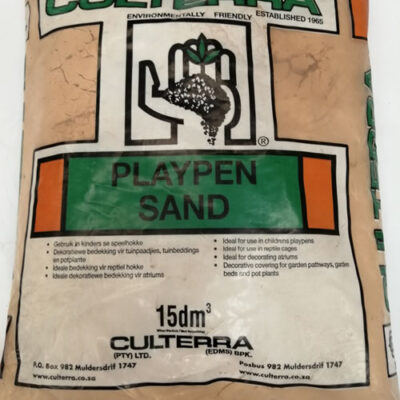 CULTERRA
ENVIRONMENTALLY FRIENDLY ESTABLISHED 1965
®
PLAYPEN
SAND
• Gebruik in kinders se speelhokke
• Dekoratiewe bedekking vir tuinpaadjies, tuinbeddings
en potplante
• Ideale bedekking vir reptiel hokke
• Ideale dekoratiewe bedekking vir atriums
• Ideal for use in childrens playpens
• Ideal for use in reptile cages
• Ideal for decorating atriums
• Decorative covering for garden pathways, garden
beds and pot plants
15dm³
CULTERRA
(PTY) LTD. (EDMS) BPK.
P.O. Box 982 Muldersdrif 1747
www.culterra.co.za
Posbus 982 Muldersdrif 1747
www.culterra.co.za